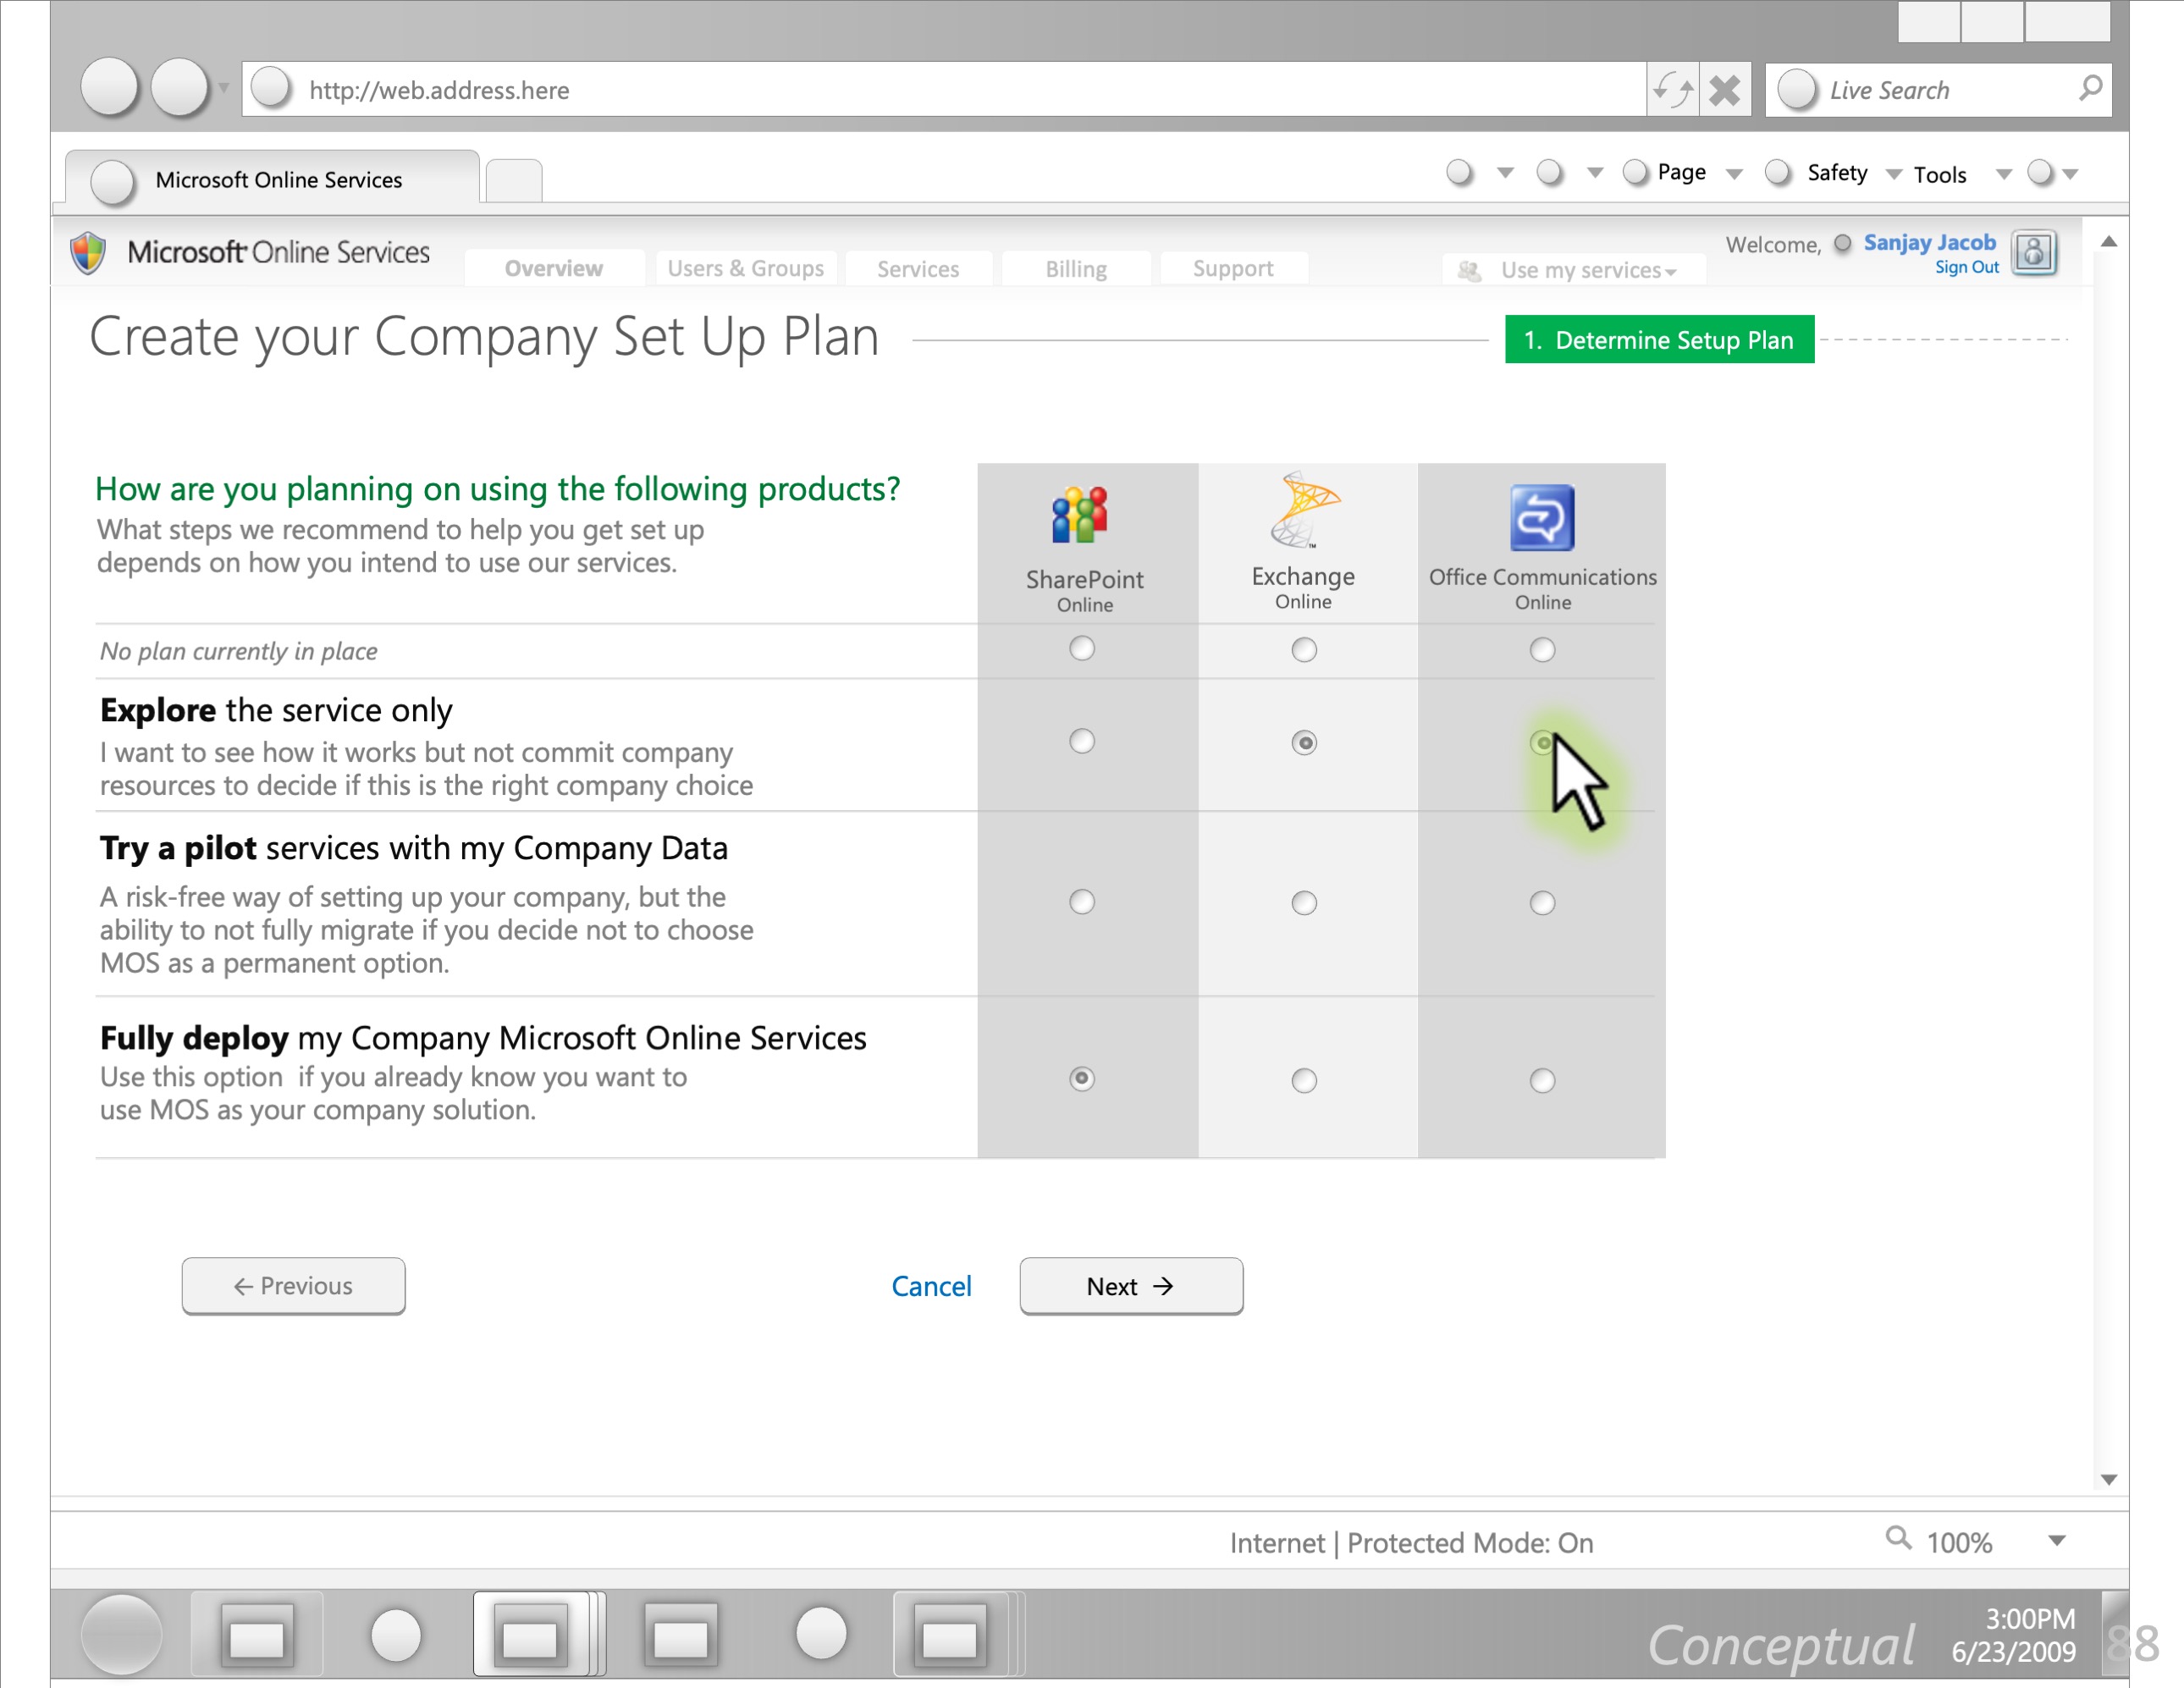 http://web.address.here
Live Search
Microsoft Online Services
Page
Safety
Tools
Microsoft Online Services
Overview
Users & Groups
Services
Billing
Support
Use my services
Welcome, Sanjay Jacob
Sign Out
Create your Company Set Up Plan
1. Determine Setup Plan
How are you planning on using the following products?
What steps we recommend to help you get set up
depends on how you intend to use our services.
SharePoint
Online
Exchange
Online
Office Communications
Online
No plan currently in place
Explore the service only
I want to see how it works but not commit company
resources to decide if this is the right company choice
Try a pilot services with my Company Data
A risk-free way of setting up your company, but the
ability to not fully migrate if you decide not to choose
MOS as a permanent option.
Fully deploy my Company Microsoft Online Services
Use this option  if you already know you want to
use MOS as your company solution.
← Previous
Cancel
Next →
Internet | Protected Mode: On
100%
Conceptual
3:00PM
6/23/2009
88